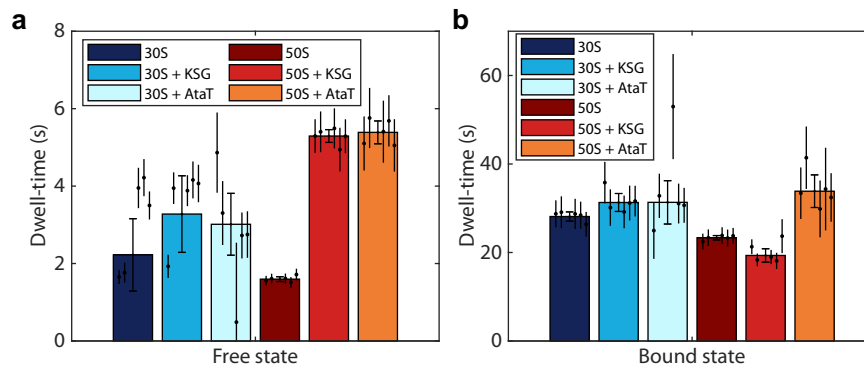 a
8
6
4
2
0
Dwell-time (s)
30S
30S + KSG
30S + AtaT
50S
50S + KSG
50S + AtaT
Free state
b
60
40
20
0
Dwell-time (s)
30S
30S + KSG
30S + AtaT
50S
50S + KSG
50S + AtaT
Bound state